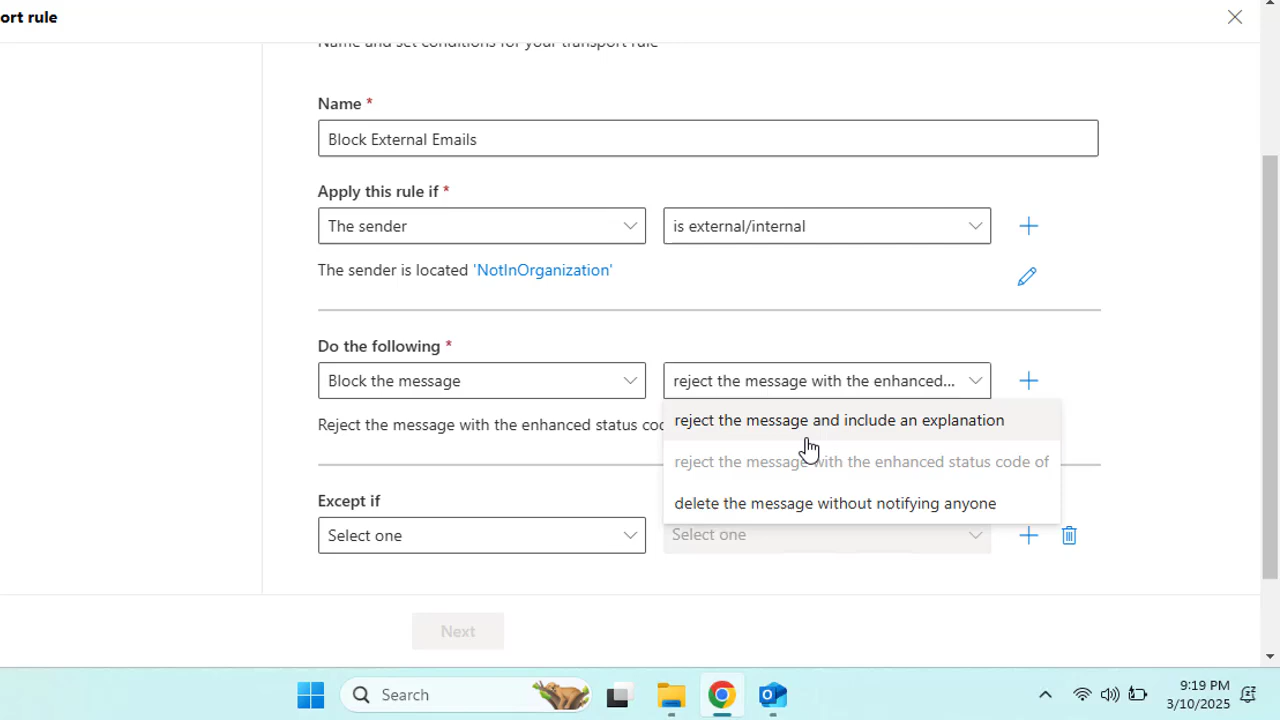 ort rule
Name and set conditions for your transport rule
Name *
Block External Emails
Apply this rule if *
The sender
is external/internal
The sender is located 'NotInOrganization'
Do the following *
Block the message
reject the message with the enhanced...
Reject the message with the enhanced status co
reject the message and include an explanation
reject the message with the enhanced status code of
delete the message without notifying anyone
Except if
Select one
Select one
Next
Search
9:19 PM
3/10/2025